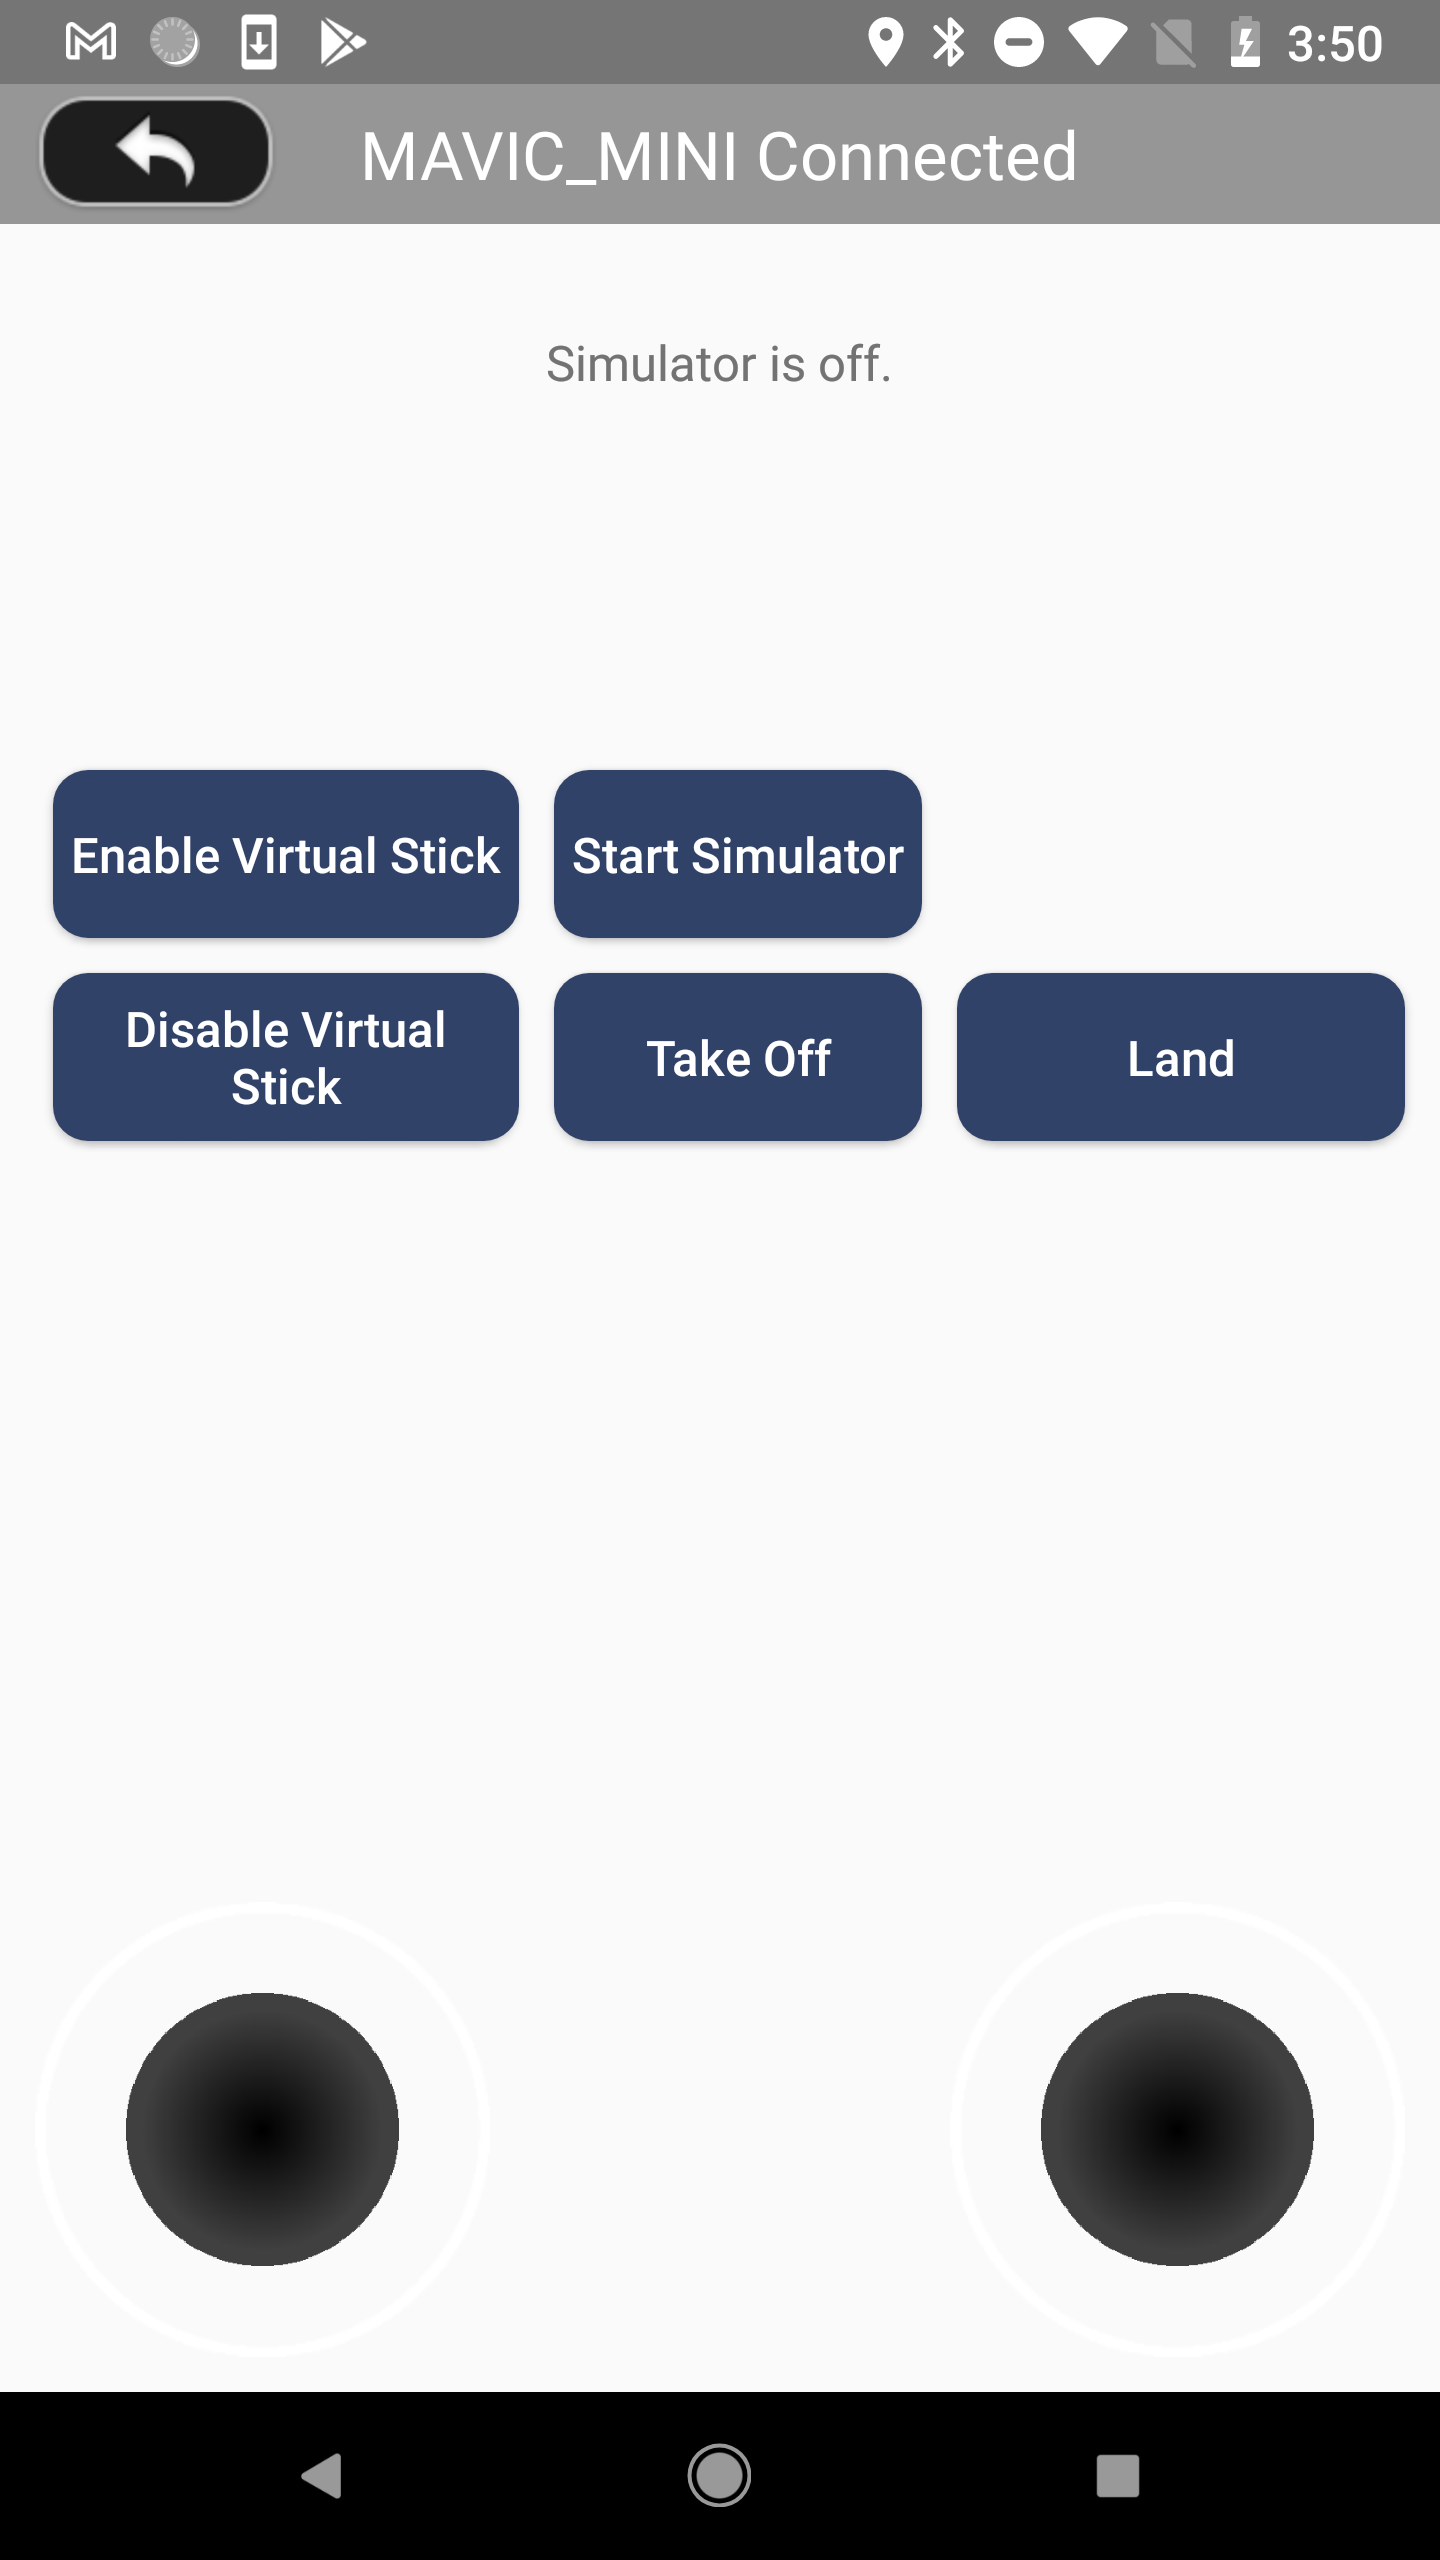 3:50
MAVIC_MINI Connected
Simulator is off.
Enable Virtual Stick
Start Simulator
Disable Virtual
Stick
Take Off
Land